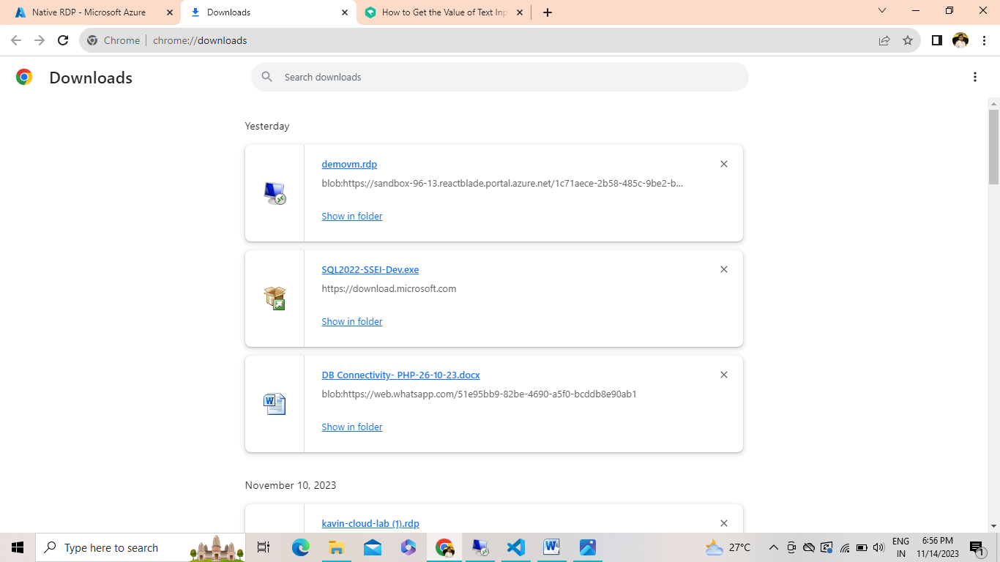 Native RDP - Microsoft Azure
Downloads
How to Get the Value of Text Inp
Chrome
chrome://downloads
Downloads
Search downloads
Yesterday
demovm.rdp
blob:https://sandbox-96-13.reactblade.portal.azure.net/1c71aece-2b58-485c-9be2-b...
Show in folder
SQL2022-SSEI-Dev.exe
https://download.microsoft.com
Show in folder
DB Connectivity- PHP-26-10-23.docx
blob:https://web.whatsapp.com/51e95bb9-82be-4690-a5f0-bcddb8e90ab1
Show in folder
November 10, 2023
kavin-cloud-lab (1).rdp
Type here to search
27°C
ENG
IN
6:56 PM
11/14/2023
1